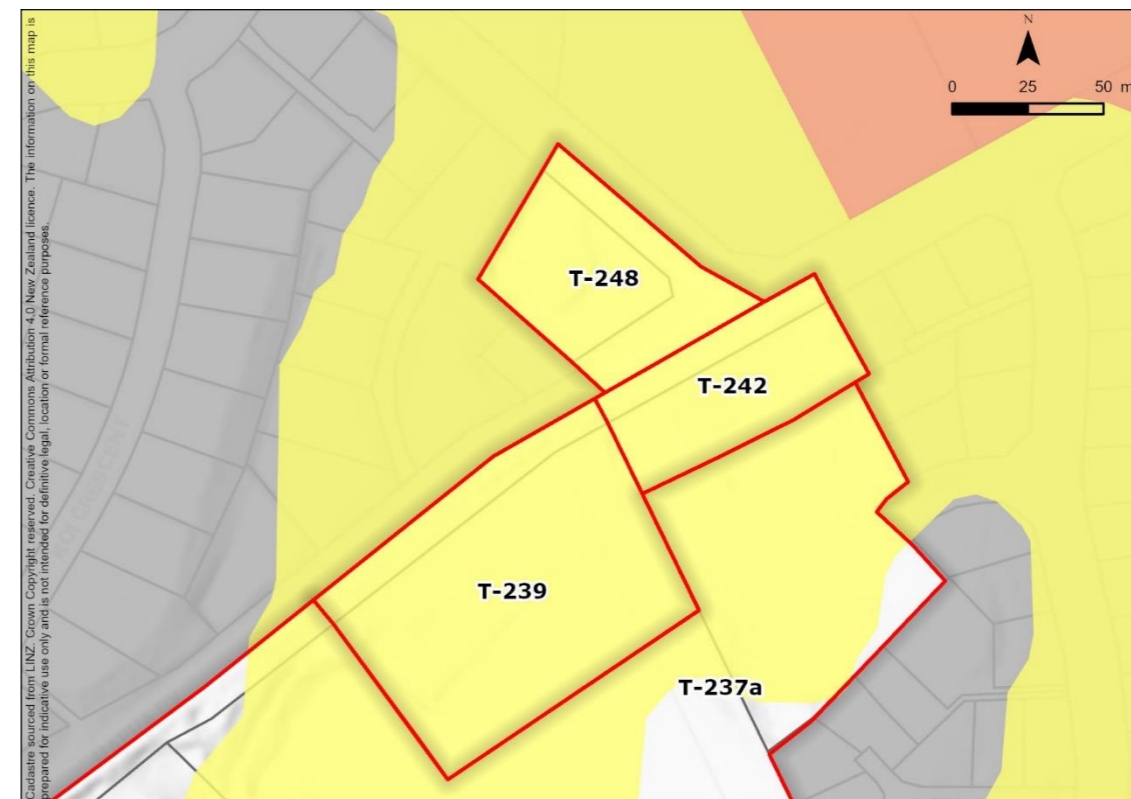 Cadastre sourced from LINZ. Crown Copyright reserved. Creative Commons Attribution 4.0 New Zealand licence. The information on this map is
prepared for indicative use only and is not intended for definitive legal, location or formal reference purposes.
N
0 25 50 m
T-248
T-242
KOI CRESCENT
T-239
T-237a